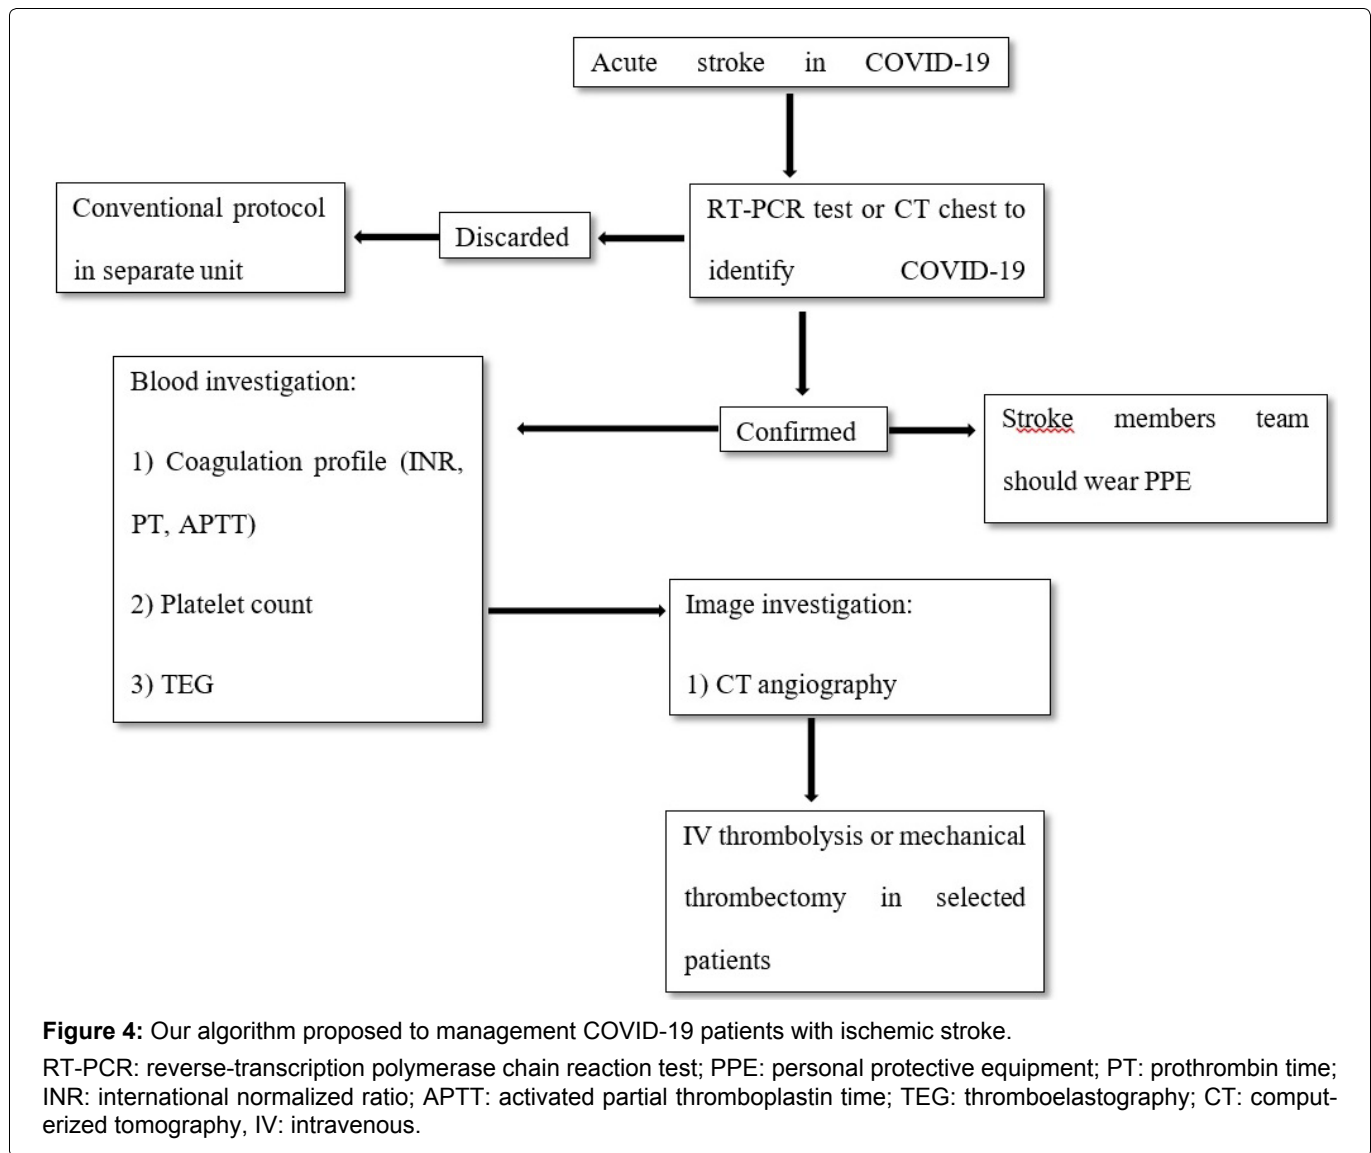 Acute stroke in COVID-19
RT-PCR test or CT chest to
identify COVID-19
Discarded
Conventional protocol
in separate unit
Confirmed
Stroke members team
should wear PPE
Blood investigation:
1) Coagulation profile (INR,
PT, APTT)
2) Platelet count
3) TEG
Image investigation:
1) CT angiography
IV thrombolysis or mechanical
thrombectomy in selected
patients
Figure 4: Our algorithm proposed to management COVID-19 patients with ischemic stroke.
RT-PCR: reverse-transcription polymerase chain reaction test; PPE: personal protective equipment; PT: prothrombin time;
INR: international normalized ratio; APTT: activated partial thromboplastin time; TEG: thromboelastography; CT: comput-
erized tomography, IV: intravenous.